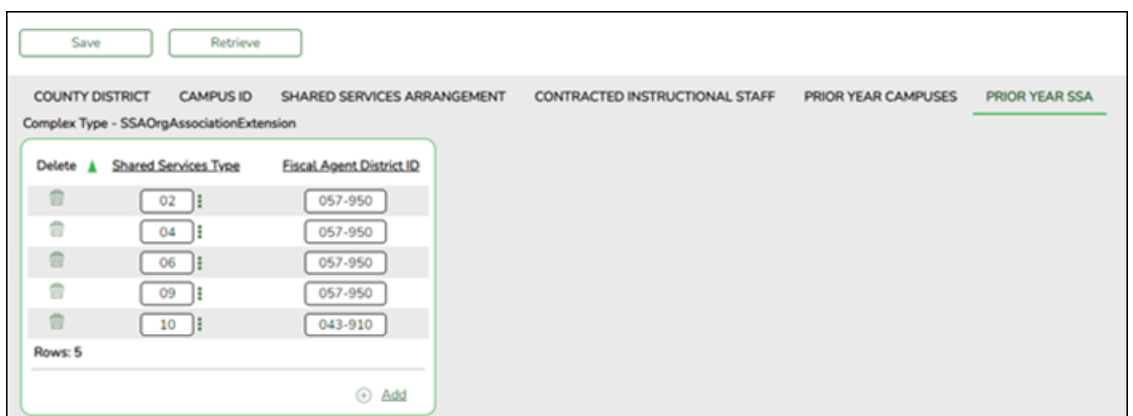 Save Retrieve
COUNTY DISTRICT CAMPUS ID SHARED SERVICES ARRANGEMENT CONTRACTED INSTRUCTIONAL STAFF PRIOR YEAR CAMPUSES PRIOR YEAR SSA
Complex Type - SSAOrgAssociationExtension
Delete Shared Services Type Fiscal Agent District ID
02 057-950
04 057-950
06 057-950
09 057-950
10 043-910
Rows: 5
Add